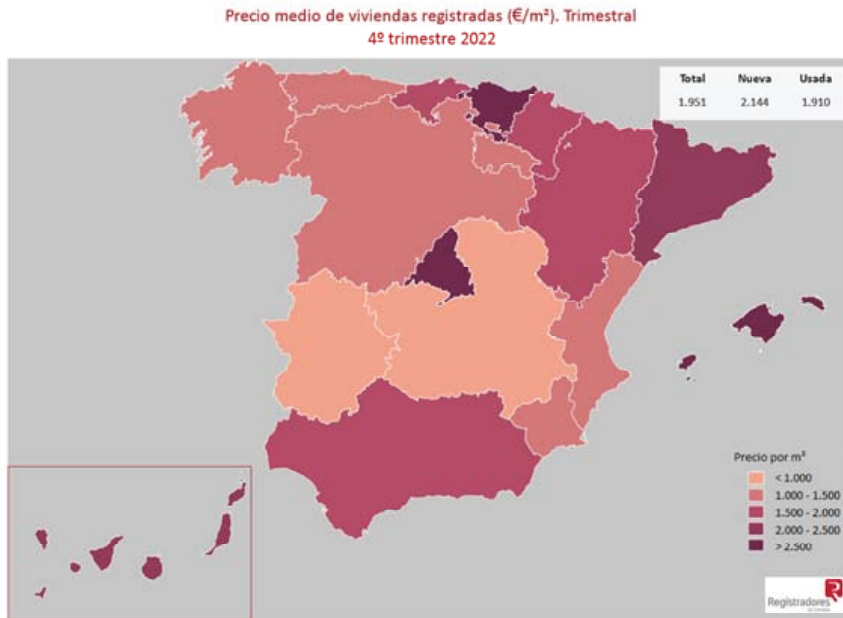 Precio medio de viviendas registradas (€/m²). Trimestral
4º trimestre 2022
Total Nueva Usada
1.951 2.144 1.910
Precio por m²
< 1.000
1.000 - 1.500
1.500 - 2.000
2.000 - 2.500
> 2.500
Registradores
DE ESPAÑA